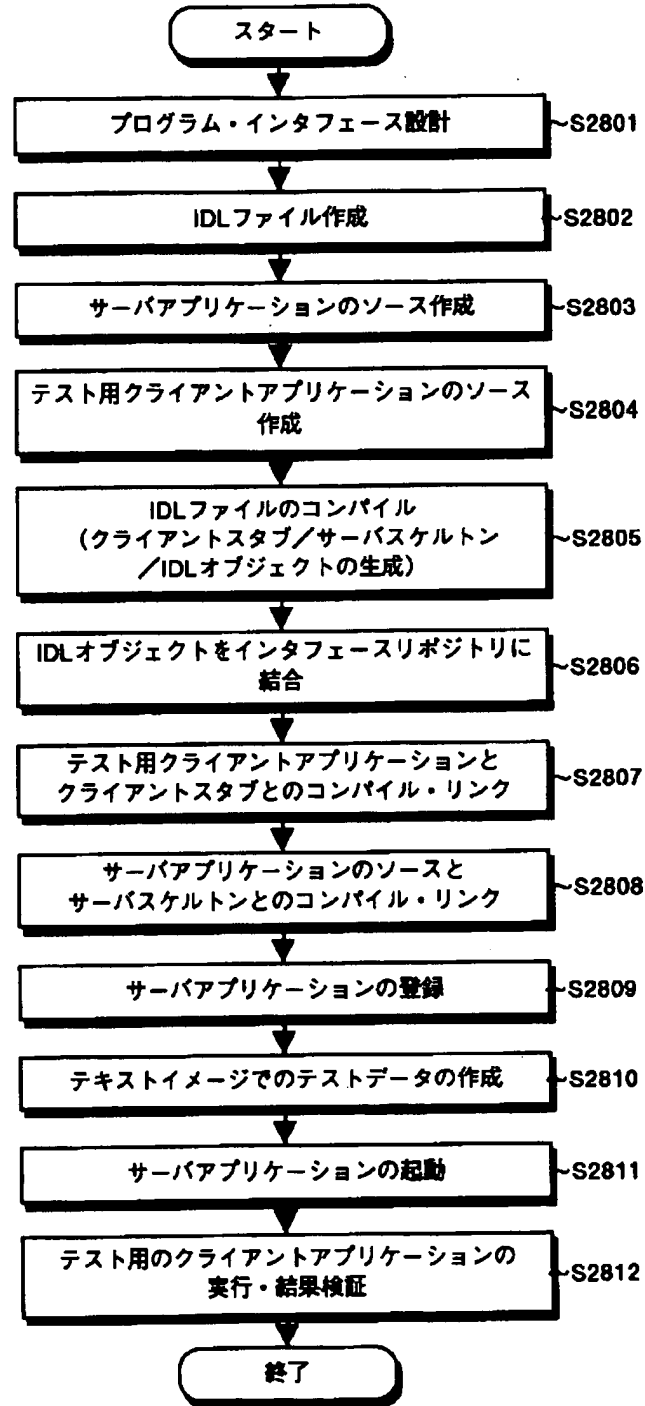 スタート
プログラム・インタフェース設計
S2801
IDLファイル作成
S2802
サーバアプリケーションのソース作成
S2803
テスト用クライアントアプリケーションのソース
作成
S2804
IDLファイルのコンパイル
(クライアントスタブ/サーバスケルトン
/IDLオブジェクトの生成)
S2805
IDLオブジェクトをインタフェースリポジトリに
結合
S2806
テスト用クライアントアプリケーションと
クライアントスタブとのコンパイル・リンク
S2807
サーバアプリケーションのソースと
サーバスケルトンとのコンパイル・リンク
S2808
サーバアプリケーションの登録
S2809
テキストイメージでのテストデータの作成
S2810
サーバアプリケーションの起動
S2811
テスト用のクライアントアプリケーションの
実行・結果検証
S2812
終了